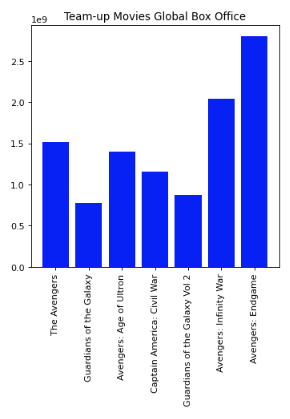 Team-up Movies Global Box Office
1e9
2.5
2.0
1.5
1.0
0.5
0.0
The Avengers
Guardians of the Galaxy
Avengers: Age of Ultron
Captain America: Civil War
Guardians of the Galaxy Vol 2
Avengers: Infinity War
Avengers: Endgame